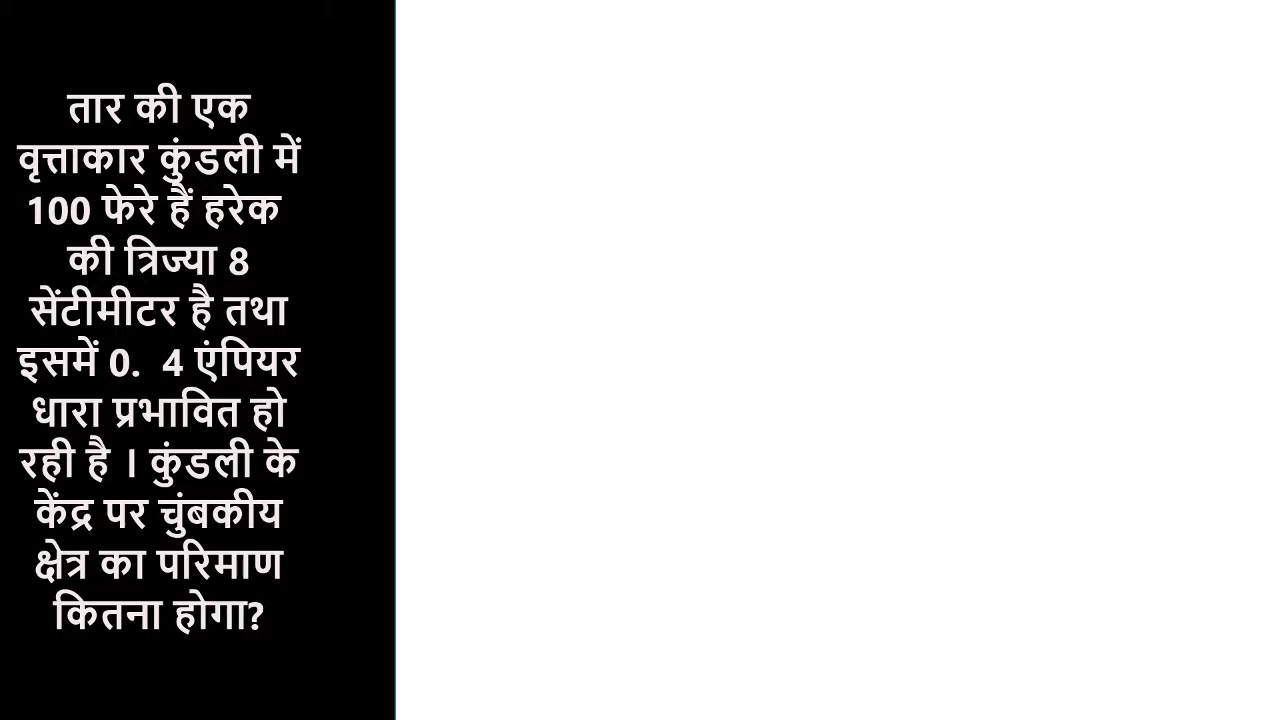 तार की एक
वृत्ताकार कुंडली में
100 फेरे हैं हरेक
की त्रिज्या 8
सेंटीमीटर है तथा
इसमें 0.  4 एंपियर
धारा प्रभावित हो
रही है । कुंडली के
केंद्र पर चुंबकीय
क्षेत्र का परिमाण
कितना होगा?